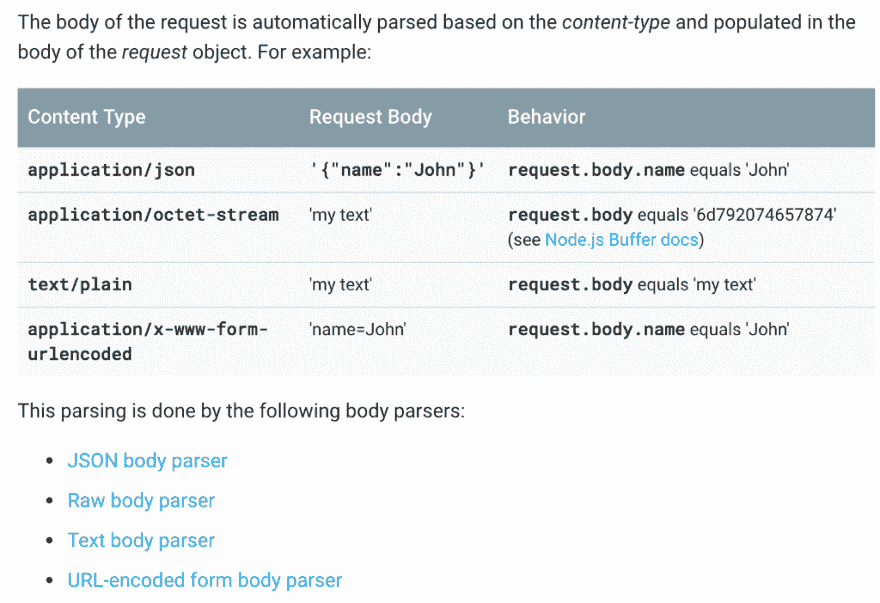 The body of the request is automatically parsed based on the content-type and populated in the
body of the request object. For example:
Content Type Request Body Behavior
application/json '{"name":"John"}' request.body.name equals 'John'
application/octet-stream 'my text' request.body equals '6d792074657874'
(see Node.js Buffer docs)
text/plain 'my text' request.body equals 'my text'
application/x-www-form- 'name=John' request.body.name equals 'John'
urlencoded
This parsing is done by the following body parsers:
• JSON body parser
• Raw body parser
• Text body parser
• URL-encoded form body parser